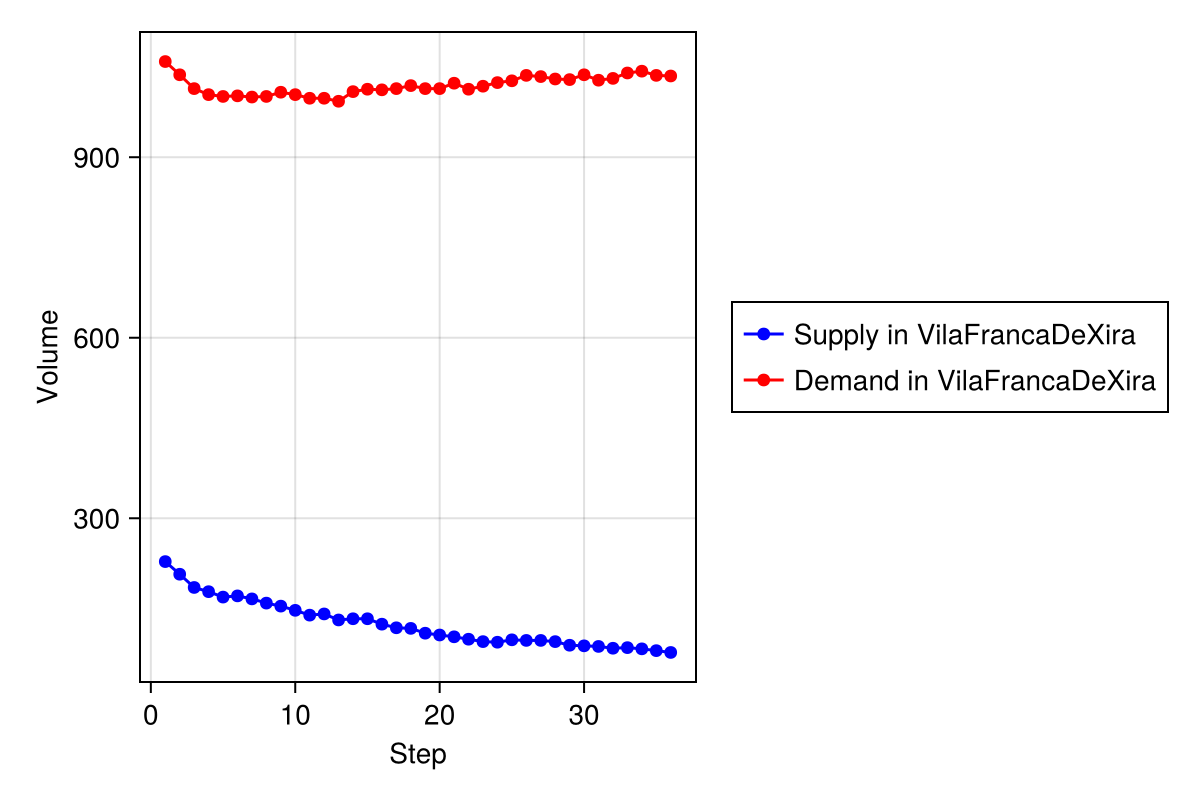 900
600
300
Volume
0 10 20 30
Step
Supply in VilaFrancaDeXira
Demand in VilaFrancaDeXira